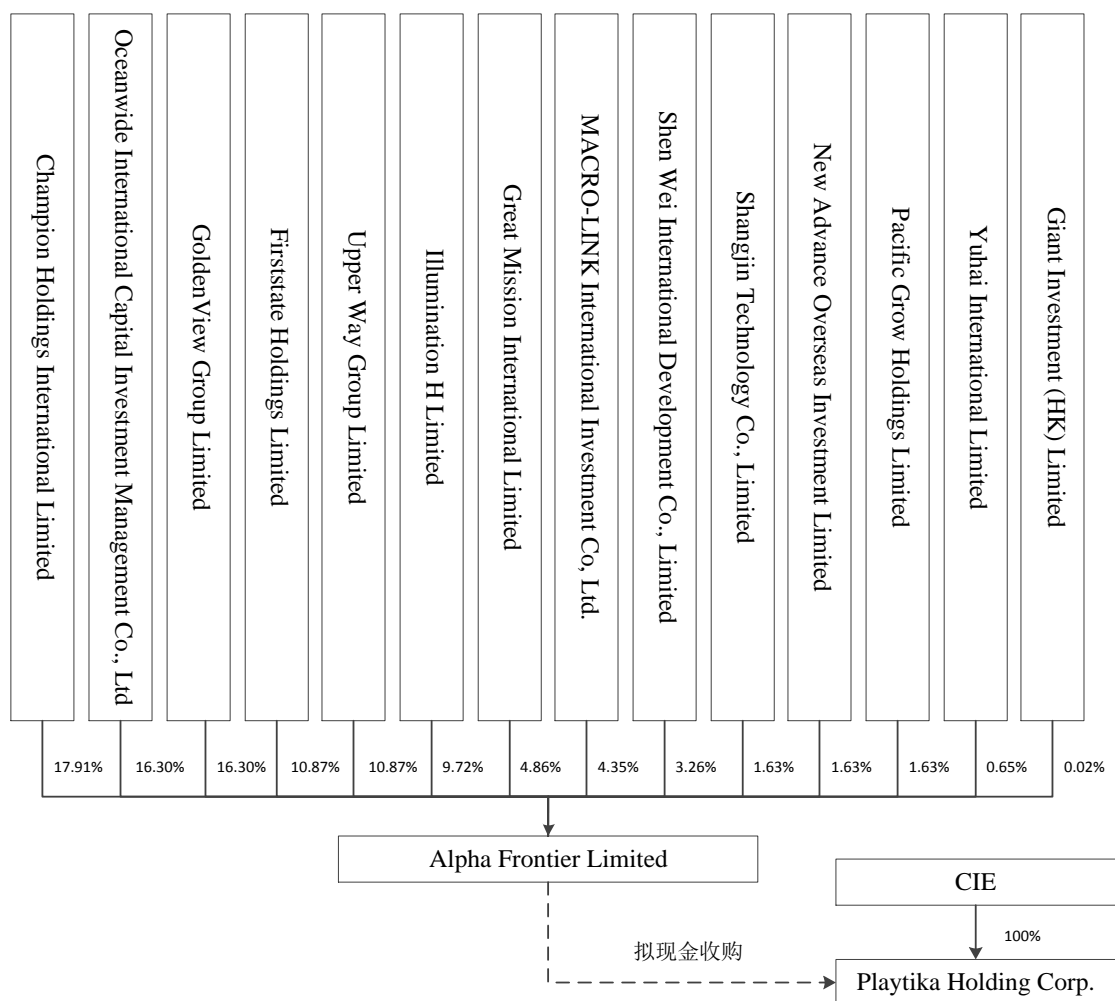 Champion Holdings International Limited
Oceanwide International Capital Investment Management Co., Ltd
GoldenView Group Limited
Firststate Holdings Limited
Upper Way Group Limited
Illumination H Limited
Great Mission International Limited
MACRO-LINK International Investment Co, Ltd.
Shen Wei International Development Co., Limited
Shangjin Technology Co., Limited
New Advance Overseas Investment Limited
Pacific Grow Holdings Limited
Yuhai International Limited
Giant Investment (HK) Limited
17.91%
16.30%
16.30%
10.87%
10.87%
9.72%
4.86%
4.35%
3.26%
1.63%
1.63%
1.63%
0.65%
0.02%
Alpha Frontier Limited
CIE
100%
拟现金收购
Playtika Holding Corp.